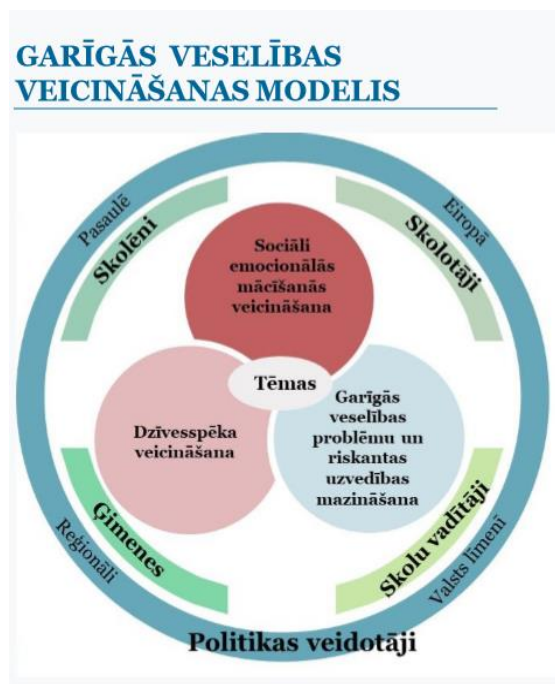 GARĪGĀS VESELĪBAS
VEICINĀŠANAS MODELIS
Pasaulē
Eiropā
Skolēni
Skolotāji
Sociāli
emocionālās
mācīšanās
veicināšana
Tēmas
Dzīvesspēka
veicināšana
Garīgās
veselības
problēmu un
riskantas
uzvedības
mazināšana
Ģimenes
Skolu vadītāji
Reģionāli
Valsts līmenī
Politikas veidotāji